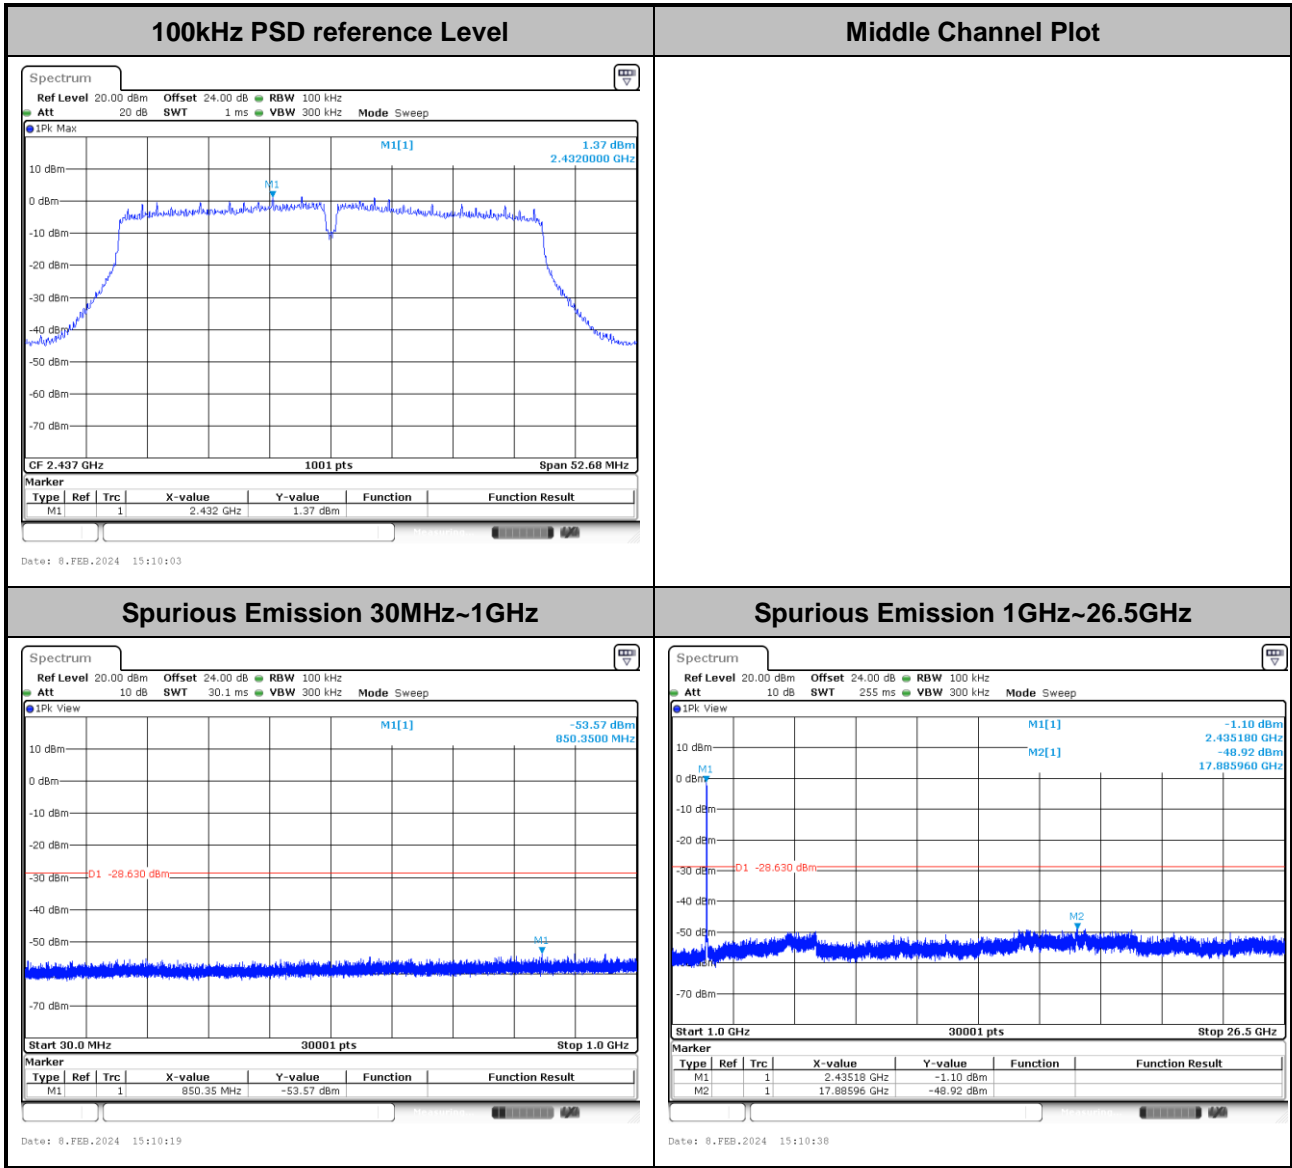 100kHz PSD reference Level
Middle Channel Plot
Spectrum
Ref Level 20.00 dBm Offset 24.00 dB RBW 100 kHz
Att 20 dB SWT 1 ms VBW 300 kHz Mode Sweep
1Pk Max
M1[1] 1.37 dBm
2.4320000 GHz
10 dBm
M1
0 dBm
-10 dBm
-20 dBm
-30 dBm
-40 dBm
-50 dBm
-60 dBm
-70 dBm
CF 2.437 GHz 1001 pts Span 52.68 MHz
Marker
Type Ref Trc X-value Y-value Function Function Result
M1 1 2.432 GHz 1.37 dBm
Measuring
Date: 8.FEB.2024 15:10:03
Spurious Emission 30MHz~1GHz
Spurious Emission 1GHz~26.5GHz
Spectrum
Ref Level 20.00 dBm Offset 24.00 dB RBW 100 kHz
Att 10 dB SWT 30.1 ms VBW 300 kHz Mode Sweep
1Pk View
M1[1] -53.57 dBm
850.3500 MHz
10 dBm
0 dBm
-10 dBm
-20 dBm
D1 -28.630 dBm
-30 dBm
-40 dBm
-50 dBm
M1
-70 dBm
Start 30.0 MHz 30001 pts Stop 1.0 GHz
Marker
Type Ref Trc X-value Y-value Function Function Result
M1 1 850.35 MHz -53.57 dBm
Measuring
Date: 8.FEB.2024 15:10:19
Spectrum
Ref Level 20.00 dBm Offset 24.00 dB RBW 100 kHz
Att 10 dB SWT 255 ms VBW 300 kHz Mode Sweep
1Pk View
M1[1] -1.10 dBm
2.435180 GHz
M2[1] -48.92 dBm
17.885960 GHz
10 dBm
M1
0 dBm
-10 dBm
-20 dBm
D1 -28.630 dBm
-30 dBm
-40 dBm
M2
-50 dBm
-70 dBm
Start 1.0 GHz 30001 pts Stop 26.5 GHz
Marker
Type Ref Trc X-value Y-value Function Function Result
M1 1 2.43518 GHz -1.10 dBm
M2 1 17.88596 GHz -48.92 dBm
Measuring
Date: 8.FEB.2024 15:10:38